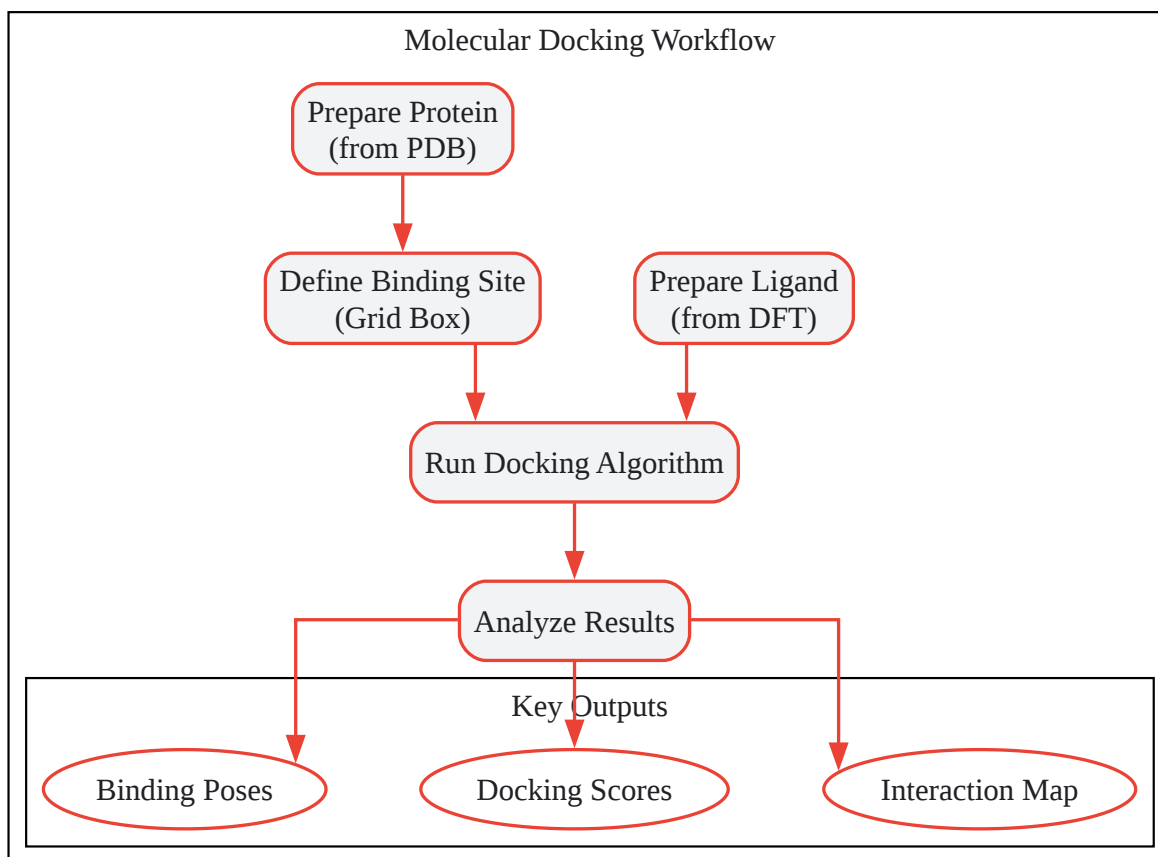 Molecular Docking Workflow
Prepare Protein
(from PDB)
Define Binding Site
(Grid Box)
Prepare Ligand
(from DFT)
Run Docking Algorithm
Analyze Results
Key Outputs
Binding Poses
Docking Scores
Interaction Map